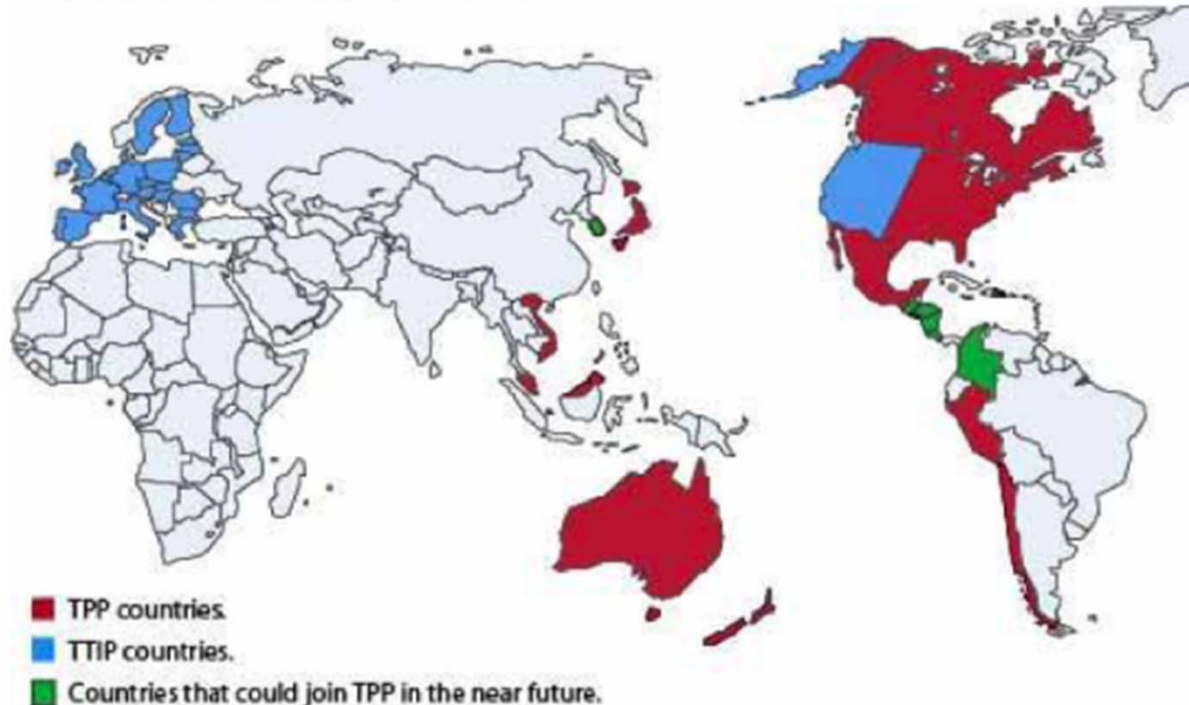 TPP countries.
TTIP countries.
Countries that could join TPP in the near future.